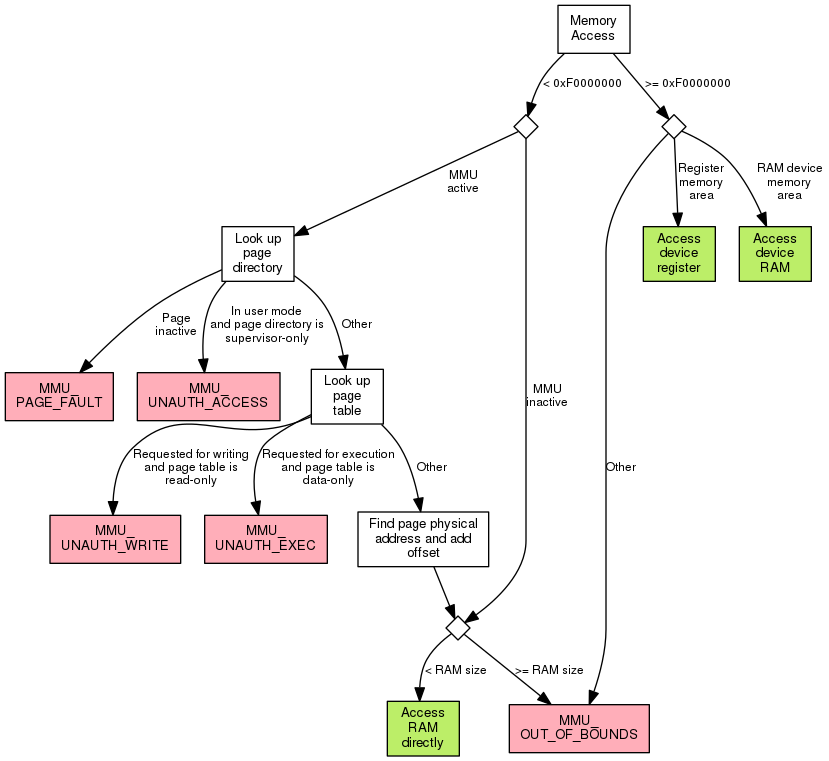 Memory
Access
< 0xF0000000
>= 0xF0000000
MMU
active
Register
memory
area
RAM device
memory
area
Look up
page
directory
Access
device
register
Access
device
RAM
Page
inactive
In user mode
and page directory is
supervisor-only
Other
MMU_
PAGE_FAULT
MMU_
UNAUTH_ACCESS
Look up
page
table
MMU
inactive
Requested for writing
and page table is
read-only
Requested for execution
and page table is
data-only
Other
Other
MMU_
UNAUTH_WRITE
MMU_
UNAUTH_EXEC
Find page physical
address and add
offset
< RAM size
>= RAM size
Access
RAM
directly
MMU_
OUT_OF_BOUNDS